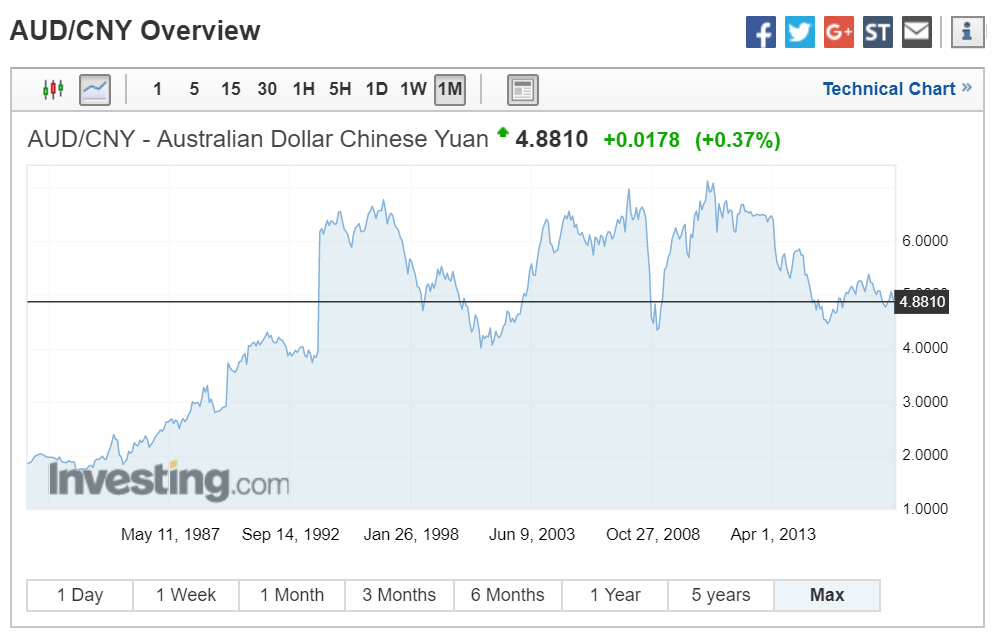 AUD/CNY Overview
f G+ ST i
1 5 15 30 1H 5H 1D 1W 1M
Technical Chart »
AUD/CNY - Australian Dollar Chinese Yuan 4.8810 +0.0178 (+0.37%)
6.0000
5.0000
4.8810
4.0000
3.0000
2.0000
Investing.com
1.0000
May 11, 1987 Sep 14, 1992 Jan 26, 1998 Jun 9, 2003 Oct 27, 2008 Apr 1, 2013
1 Day 1 Week 1 Month 3 Months 6 Months 1 Year 5 years Max